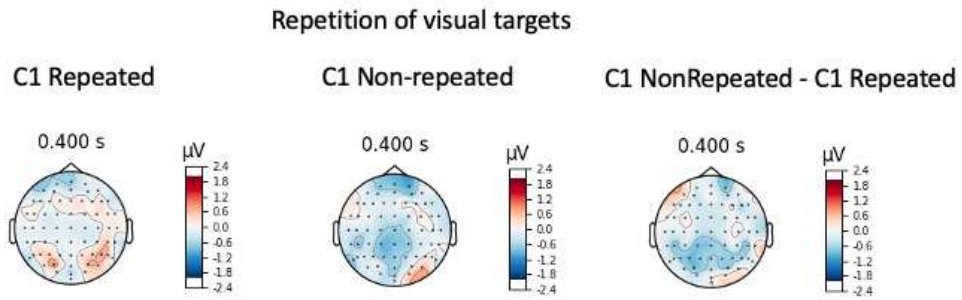 Repetition of visual targets
C1 Repeated
C1 Non-repeated
C1 NonRepeated - C1 Repeated
0.400 s
µV
2.4
1.8
1.2
0.6
0.0
-0.6
-1.2
-1.8
-2.4
0.400 s
µV
2.4
1.8
1.2
0.6
0.0
-0.6
-1.2
-1.8
-2.4
0.400 s
µV
2.4
1.8
1.2
0.6
0.0
-0.6
-1.2
-1.8
-2.4